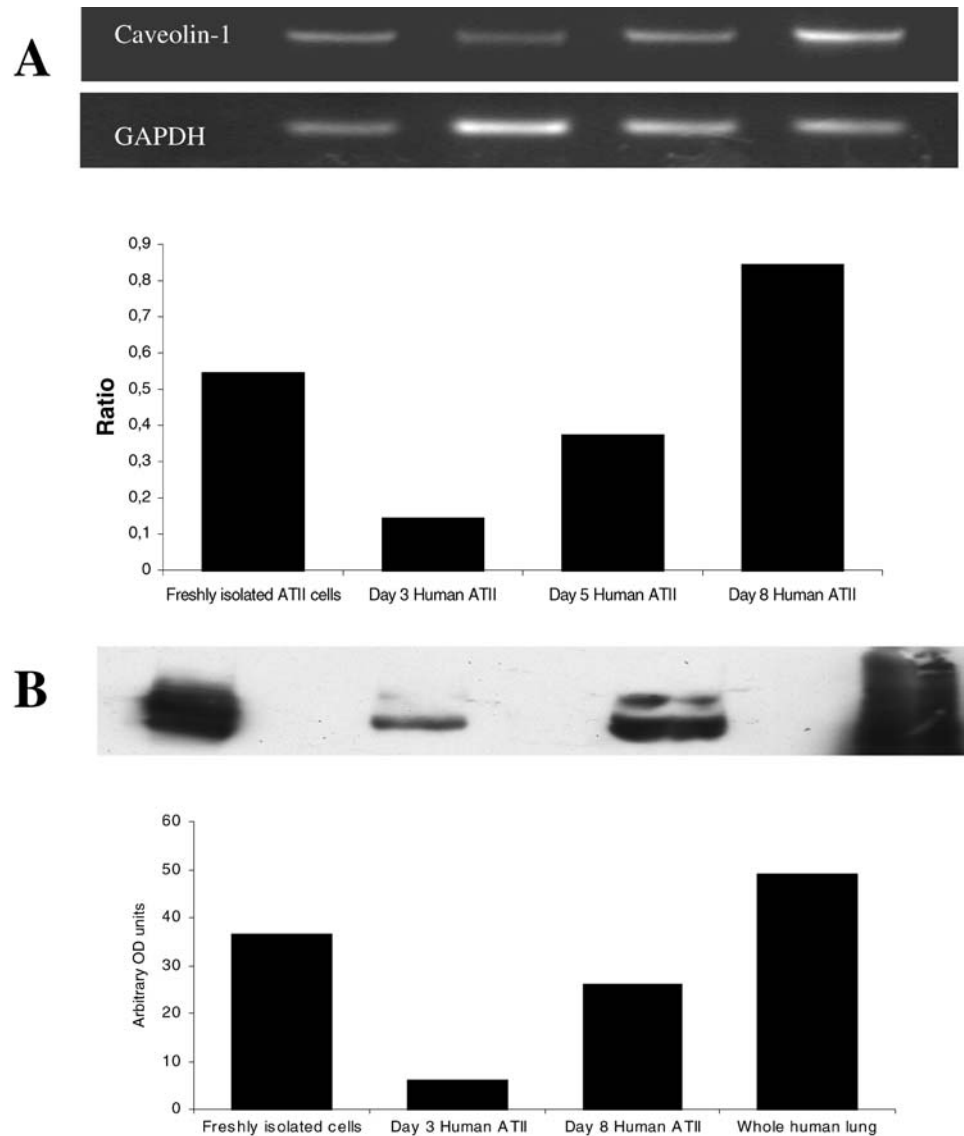 A
Caveolin-1
GAPDH
Ratio
0,9
0,8
0,7
0,6
0,5
0,4
0,3
0,2
0,1
0
Freshly isolated ATII cells Day 3 Human ATII Day 5 Human ATII Day 8 Human ATII
B
Arbitrary OD units
60
50
40
30
20
10
0
Freshly isolated cells Day 3 Human ATII Day 8 Human ATII Whole human lung